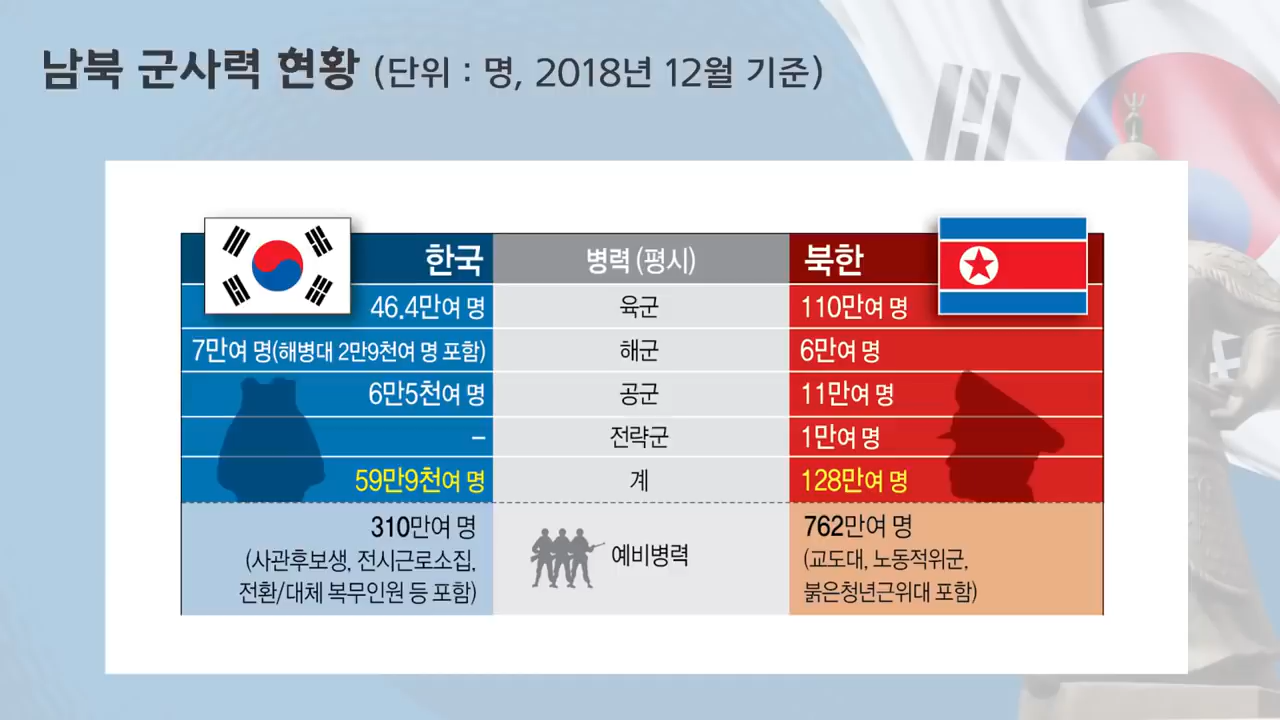 남북 군사력 현황 (단위 : 명, 2018년 12월 기준)
한국 병력 (평시) 북한
46.4만여 명 육군 110만여 명
7만여 명(해병대 2만9천여 명 포함) 해군 6만여 명
6만5천여 명 공군 11만여 명
– 전략군 1만여 명
59만9천여 명 계 128만여 명
310만여 명
(사관후보생, 전시근로소집,
전환/대체 복무인원 등 포함)
예비병력
762만여 명
(교도대, 노동적위군,
붉은청년근위대 포함)